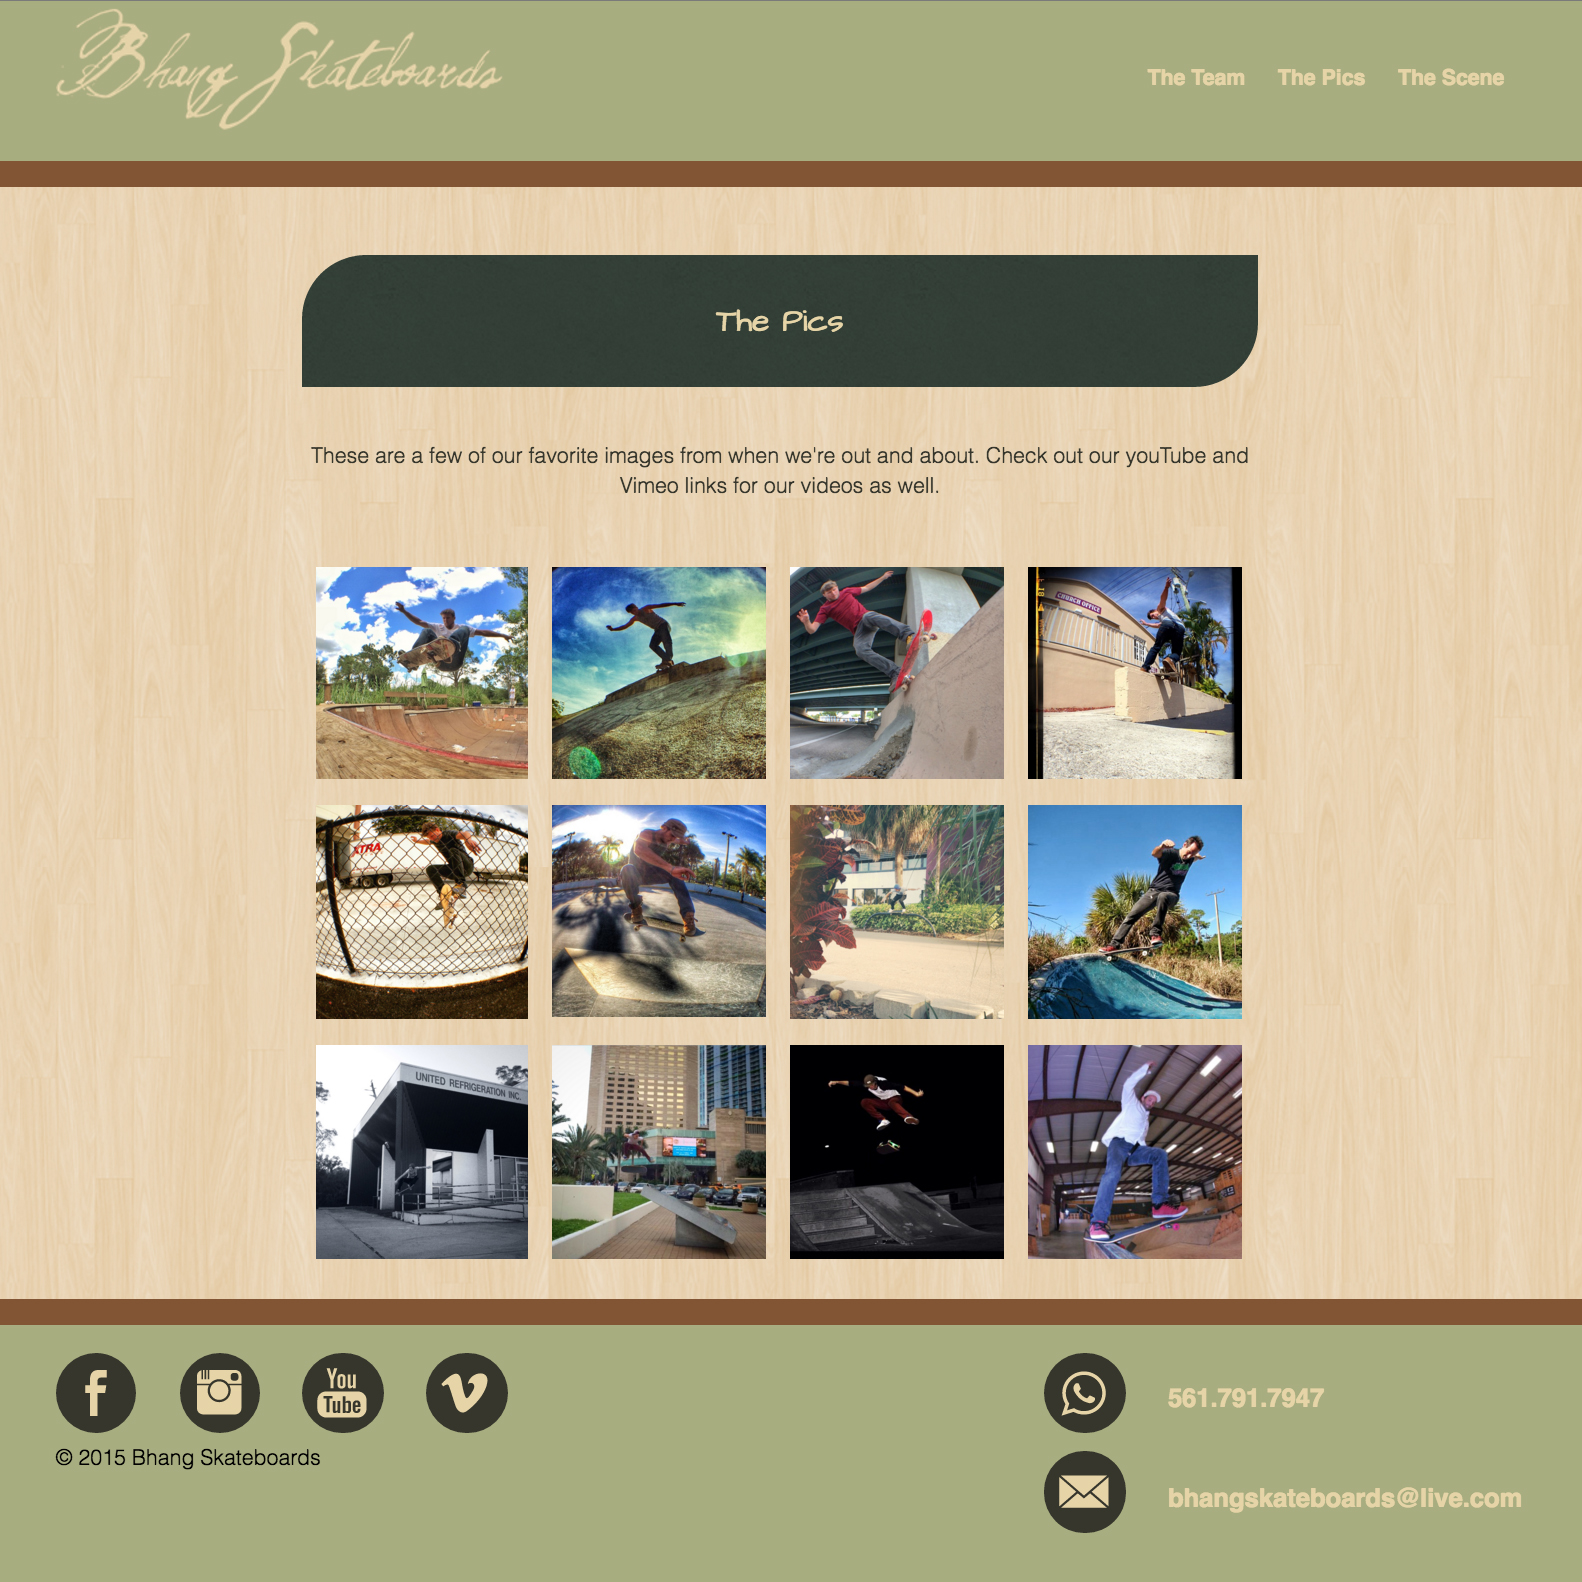 Bhang Skateboards
The Team The Pics The Scene
The Pics
These are a few of our favorite images from when we're out and about. Check out our youTube and
Vimeo links for our videos as well.
CHURCH OFFICE
XTRA
UNITED REFRIGERATION INC.
You
Tube
561.791.7947
© 2015 Bhang Skateboards
bhangskateboards@live.com